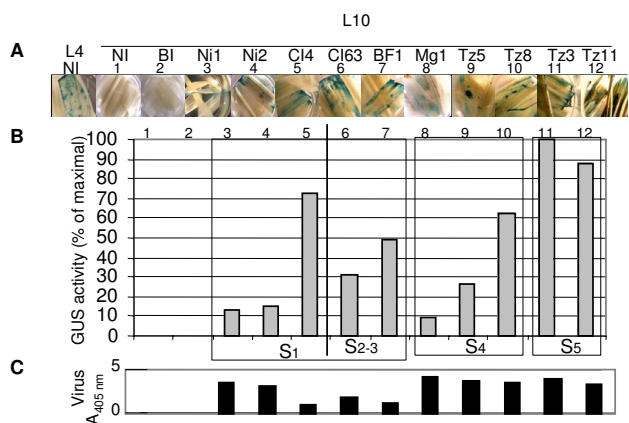 L10
A
L4 NI BI Ni1 Ni2 CI4 CI63 BF1 Mg1 Tz5 Tz8 Tz3 Tz11
NI 1 2 3 4 5 6 7 8 9 10 11 12
B
GUS activity (% of maximal)
100
90
80
70
60
50
40
30
20
10
0
1 2 3 4 5 6 7 8 9 10 11 12
S1 S2-3 S4 S5
C
Virus
A405 nm
5
0